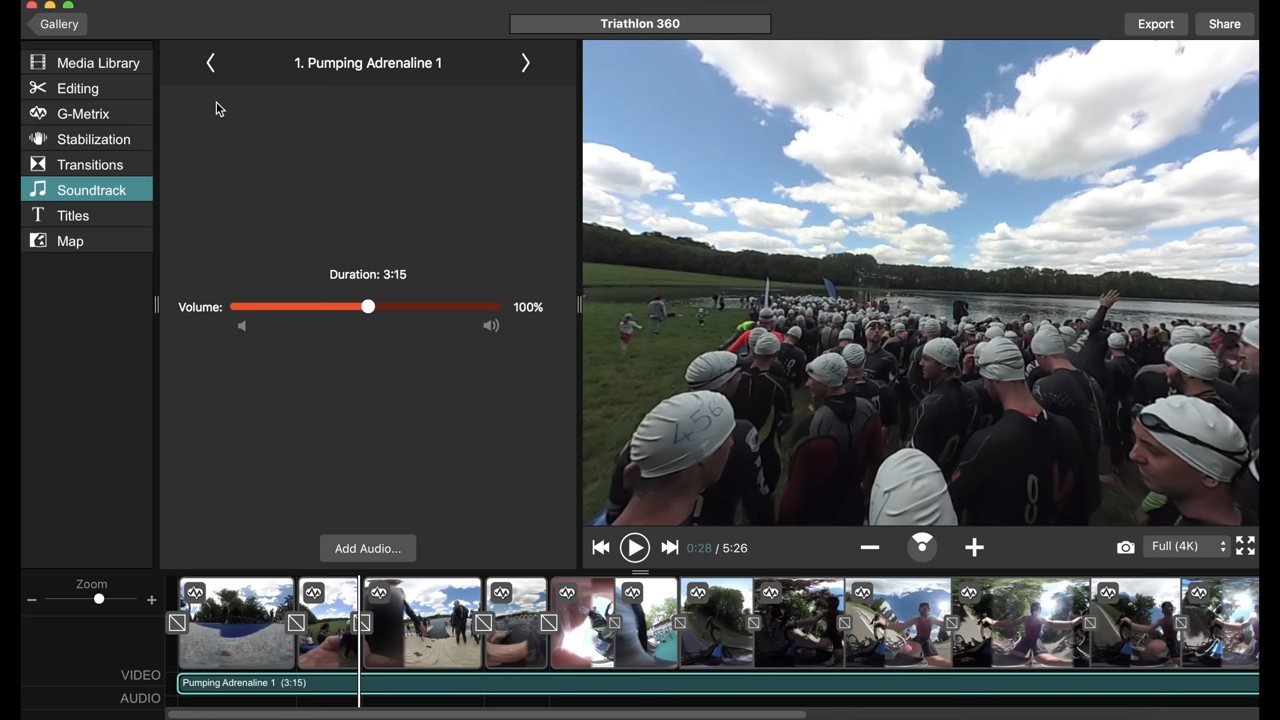 Gallery
Triathlon 360
Export
Share
Media Library
Editing
G-Metrix
Stabilization
Transitions
Soundtrack
Titles
Map
1. Pumping Adrenaline 1
Duration: 3:15
Volume:
100%
Add Audio...
456
0:28 / 5:26
Full (4K)
Zoom
VIDEO
Pumping Adrenaline 1 (3:15)
AUDIO